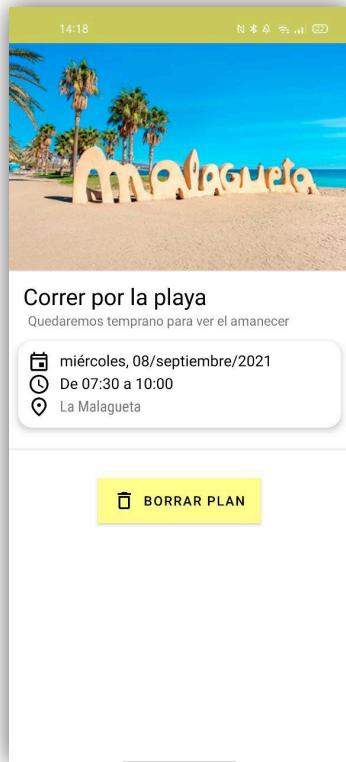 14:18
22
malagueta
Correr por la playa
Quedaremos temprano para ver el amanecer
miércoles, 08/septiembre/2021
De 07:30 a 10:00
La Malagueta
BORRAR PLAN